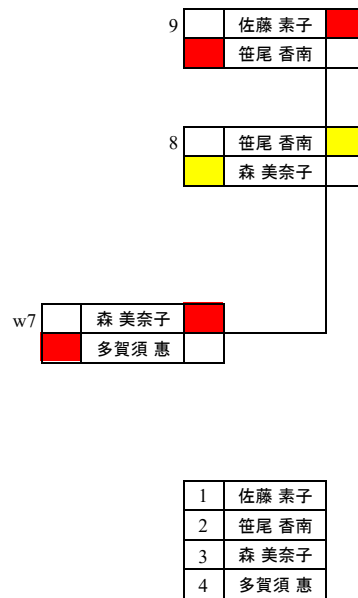 9 佐藤 素子
笹尾 香南
8 笹尾 香南
森 美奈子
w7 森 美奈子
多賀須 惠
1 佐藤 素子
2 笹尾 香南
3 森 美奈子
4 多賀須 惠